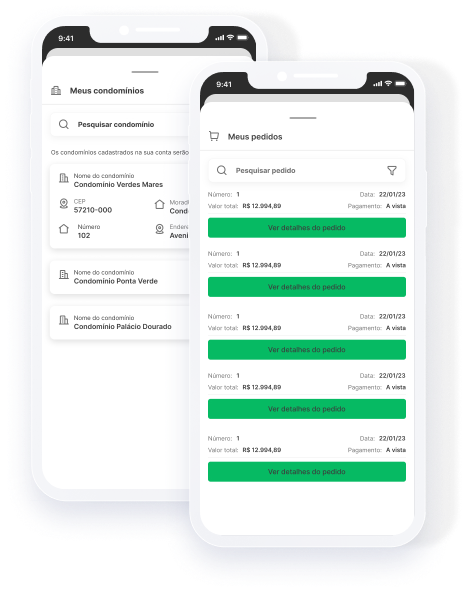 9:41
Meus condomínios
Pesquisar condomínio
Os condomínios cadastrados na sua conta serão
Nome do condomínio
Condomínio Verdes Mares
CEP
57210-000
Número
102
Nome do condomínio
Condomínio Ponta Verde
Nome do condomínio
Condomínio Palácio Dourado
9:41
Meus pedidos
Pesquisar pedido
Número: 1 Data: 22/01/23
Valor total: R$ 12.994,89 Pagamento: A vista
Ver detalhes do pedido
Número: 1 Data: 22/01/23
Valor total: R$ 12.994,89 Pagamento: A vista
Ver detalhes do pedido
Número: 1 Data: 22/01/23
Valor total: R$ 12.994,89 Pagamento: A vista
Ver detalhes do pedido
Número: 1 Data: 22/01/23
Valor total: R$ 12.994,89 Pagamento: A vista
Ver detalhes do pedido
Número: 1 Data: 22/01/23
Valor total: R$ 12.994,89 Pagamento: A vista
Ver detalhes do pedido